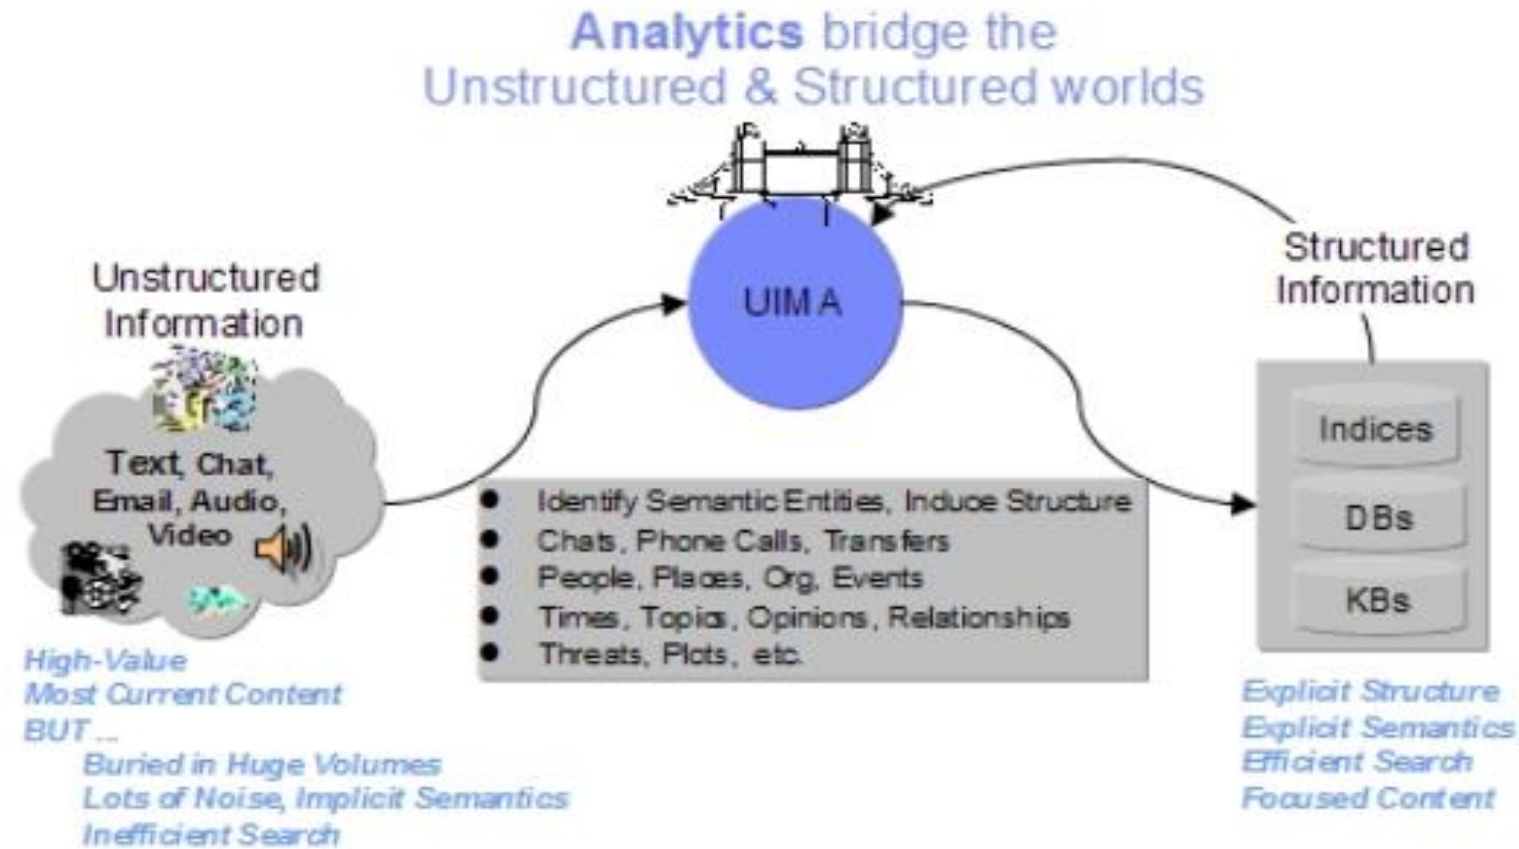 Analytics bridge the
Unstructured & Structured worlds
Unstructured
Information
Text, Chat,
Email, Audio,
Video
High-Value
Most Current Content
BUT ...
Buried in Huge Volumes
Lots of Noise, Implicit Semantics
Inefficient Search
UIMA
● Identify Semantic Entities, Induce Structure
● Chats, Phone Calls, Transfers
● People, Places, Org, Events
● Times, Topics, Opinions, Relationships
● Threats, Plots, etc.
Structured
Information
Indices
DBs
KBs
Explicit Structure
Explicit Semantics
Efficient Search
Focused Content